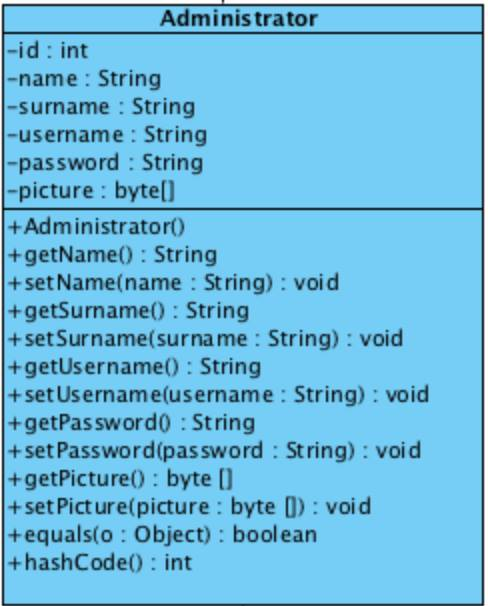 Administrator
-id : int
-name : String
-surname : String
-username : String
-password : String
-picture : byte[]
+Administrator()
+getName() : String
+setName(name : String) : void
+getSurname() : String
+setSurname(surname : String) : void
+getUsername() : String
+setUsername(username : String) : void
+getPassword() : String
+setPassword(password : String) : void
+getPicture() : byte []
+setPicture(picture : byte []) : void
+equals(o : Object) : boolean
+hashCode() : int